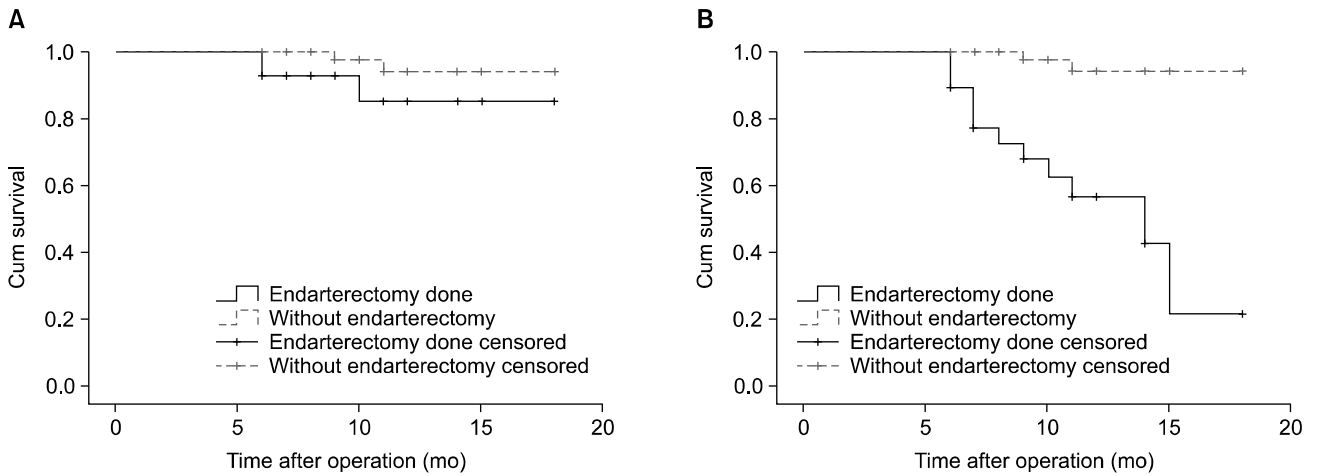 A
1.0
0.8
0.6
0.4
0.2
0.0
Cum survival
Endarterectomy done
Without endarterectomy
Endarterectomy done censored
Without endarterectomy censored
0 5 10 15 20
Time after operation (mo)
B
1.0
0.8
0.6
0.4
0.2
0.0
Cum survival
Endarterectomy done
Without endarterectomy
Endarterectomy done censored
Without endarterectomy censored
0 5 10 15 20
Time after operation (mo)